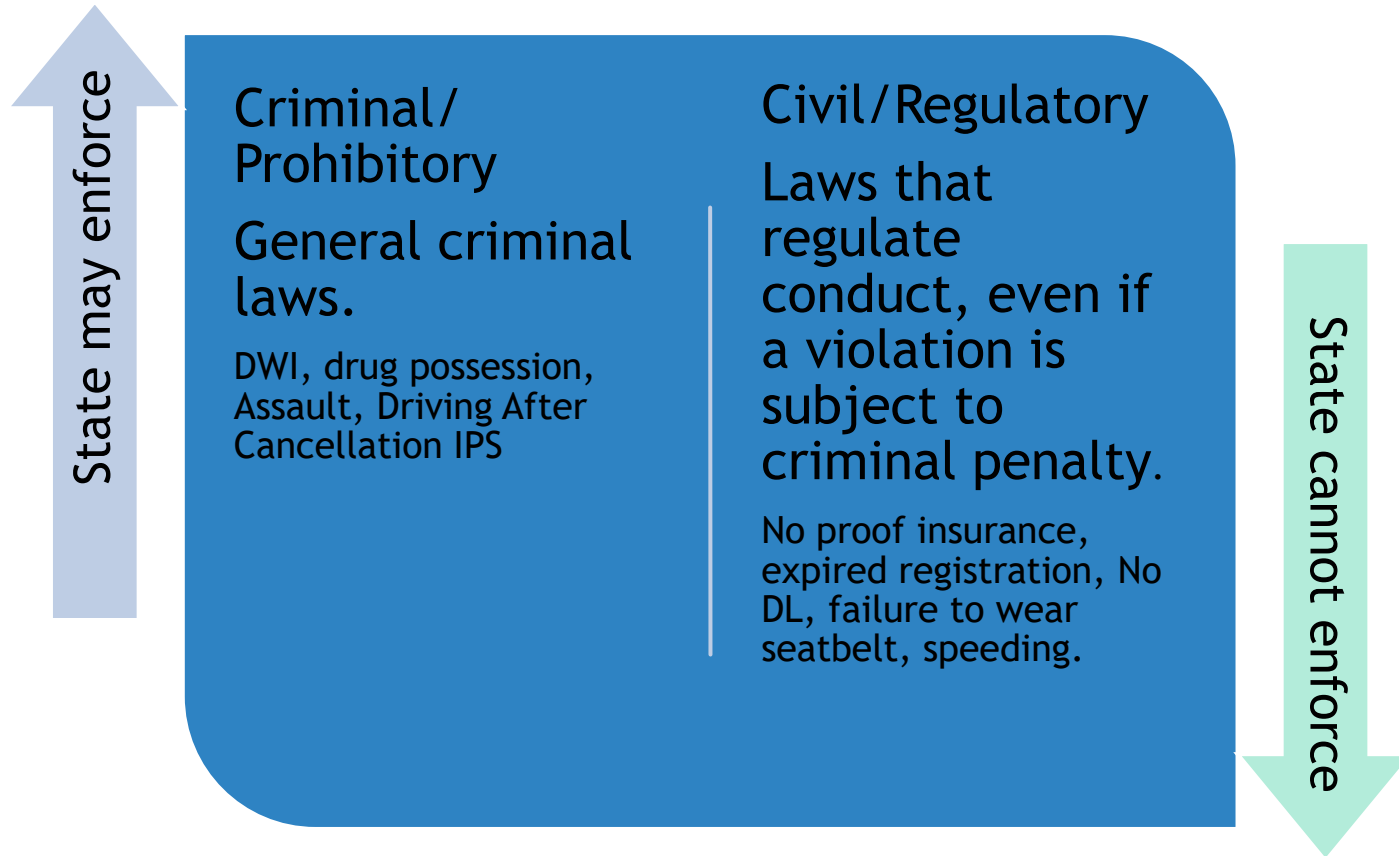 State may enforce
Criminal/
Prohibitory
General criminal
laws.
DWI, drug possession,
Assault, Driving After
Cancellation IPS
Civil/Regulatory
Laws that
regulate
conduct, even if
a violation is
subject to
criminal penalty.
No proof insurance,
expired registration, No
DL, failure to wear
seatbelt, speeding.
State cannot enforce